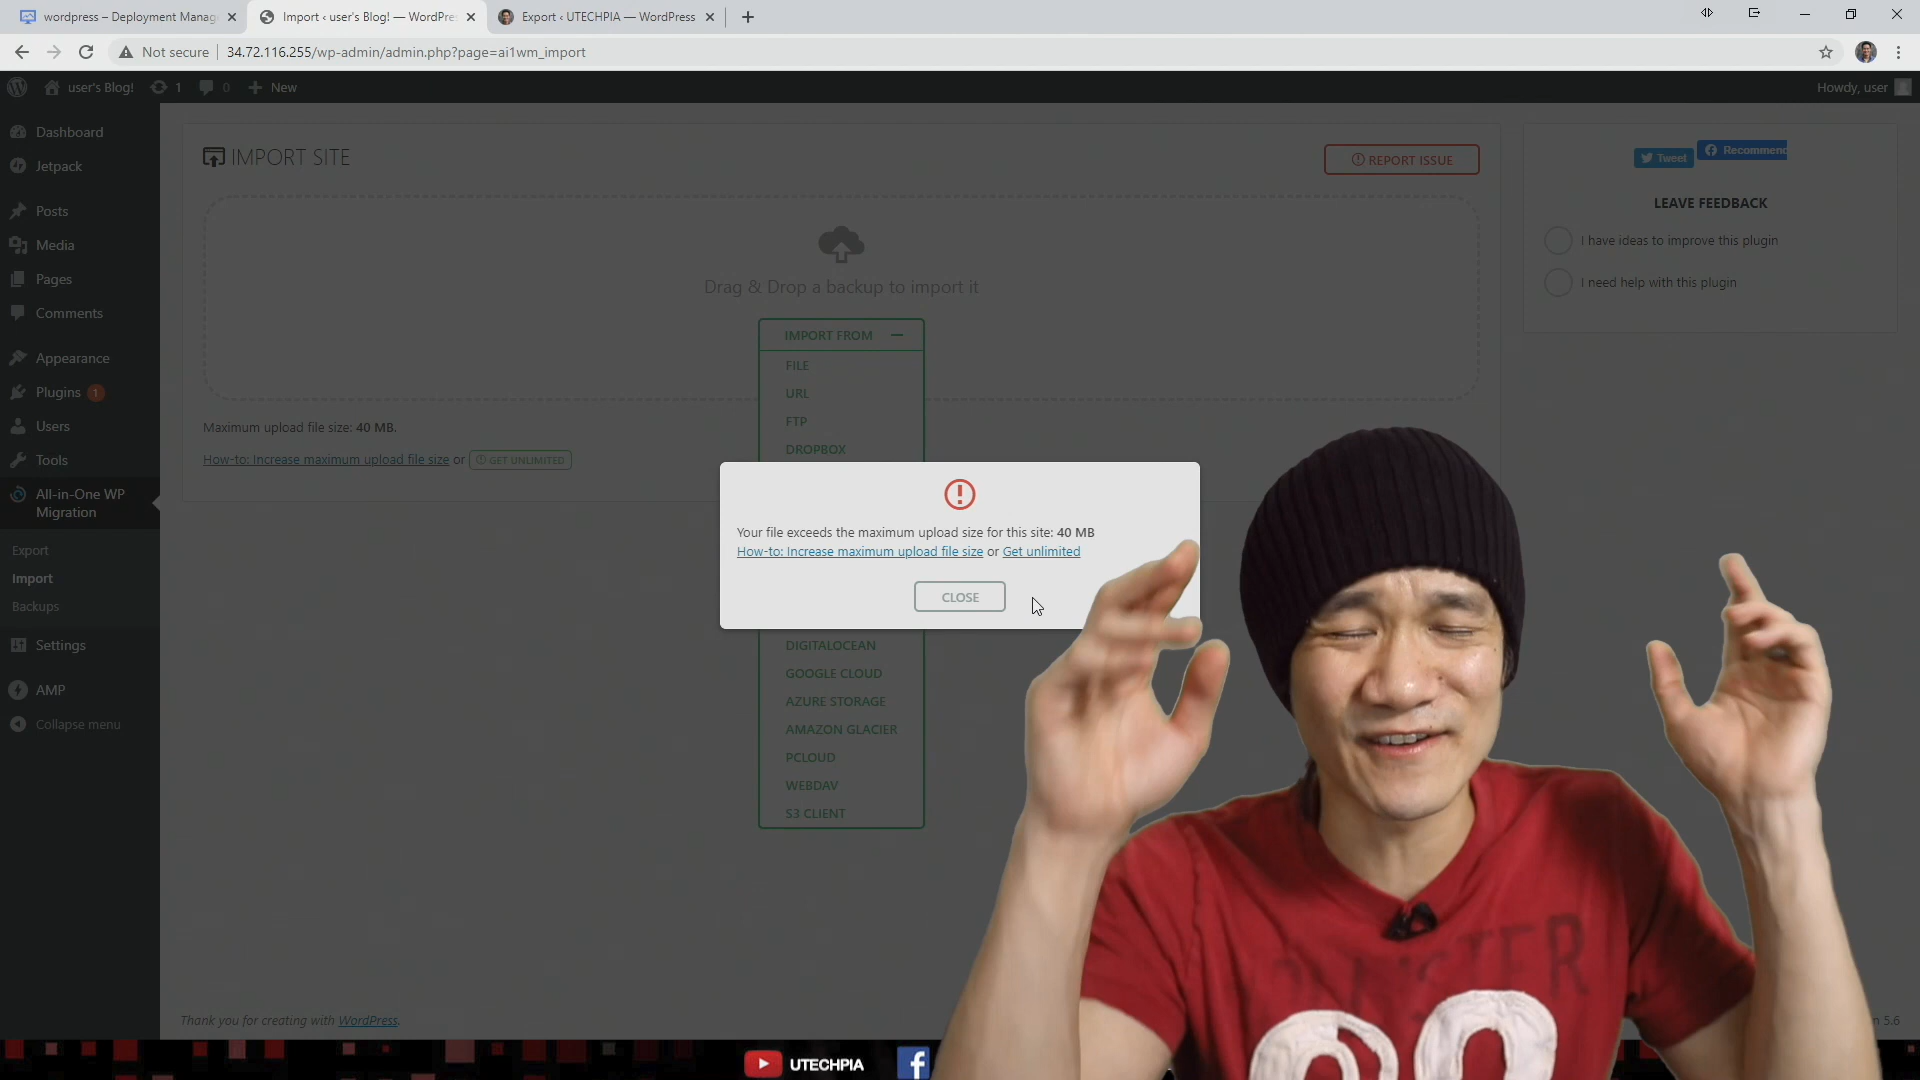 wordpress – Deployment Manag
Import ‹ user's Blog! — WordPre
Export ‹ UTECHPIA — WordPress
Not secure
34.72.116.255/wp-admin/admin.php?page=ai1wm_import
user's Blog!
1
0
New
Howdy, user
Dashboard
Jetpack
Posts
Media
Pages
Comments
Appearance
Plugins 1
Users
Tools
All-in-One WP
Migration
Export
Import
Backups
Settings
AMP
Collapse menu
IMPORT SITE
REPORT ISSUE
Drag & Drop a backup to import it
IMPORT FROM
FILE
URL
FTP
DROPBOX
Maximum upload file size: 40 MB.
How-to: Increase maximum upload file size or GET UNLIMITED
Your file exceeds the maximum upload size for this site: 40 MB
How-to: Increase maximum upload file size or Get unlimited
CLOSE
DIGITALOCEAN
GOOGLE CLOUD
AZURE STORAGE
AMAZON GLACIER
PCLOUD
WEBDAV
S3 CLIENT
Tweet
Recommend
LEAVE FEEDBACK
I have ideas to improve this plugin
I need help with this plugin
Thank you for creating with WordPress.
n 5.6
UTECHPIA